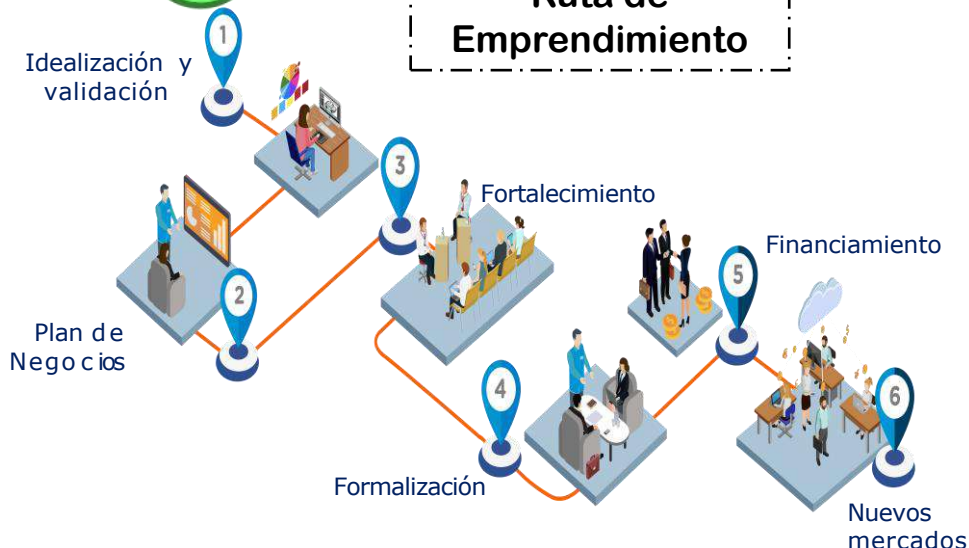 Ruta de
Emprendimiento
1
Idealización y
validación
2
Plan de
Negocios
3
Fortalecimiento
4
Formalización
5
Financiamiento
6
Nuevos
mercados